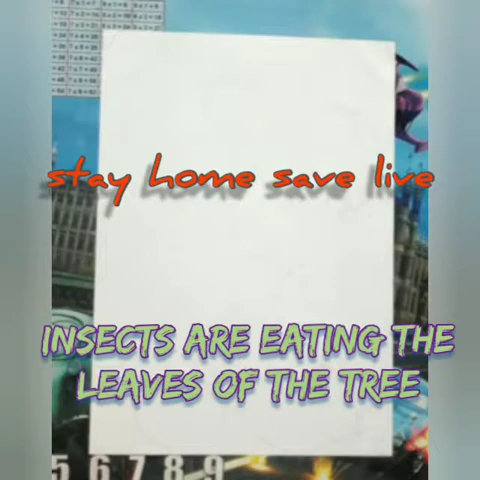 stay home save live
INSECTS ARE EATING THE
LEAVES OF THE TREE
5 6 7 8 9